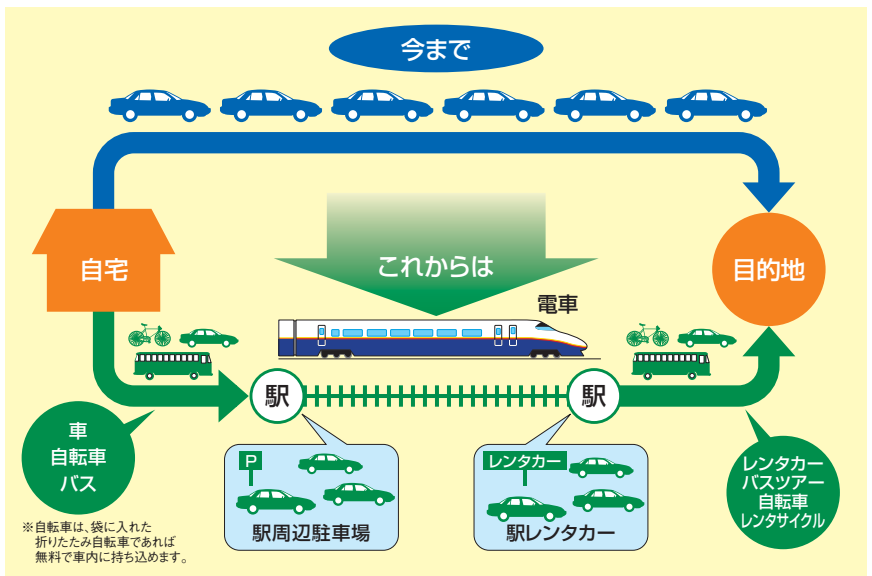 今まで
自宅
これからは
目的地
電車
駅
駅
車
自転車
バス
P
駅周辺駐車場
レンタカー
駅レンタカー
レンタカー
バスツアー
自転車
レンタサイクル
※自転車は、袋に入れた
折りたたみ自転車であれば
無料で車内に持ち込めます。